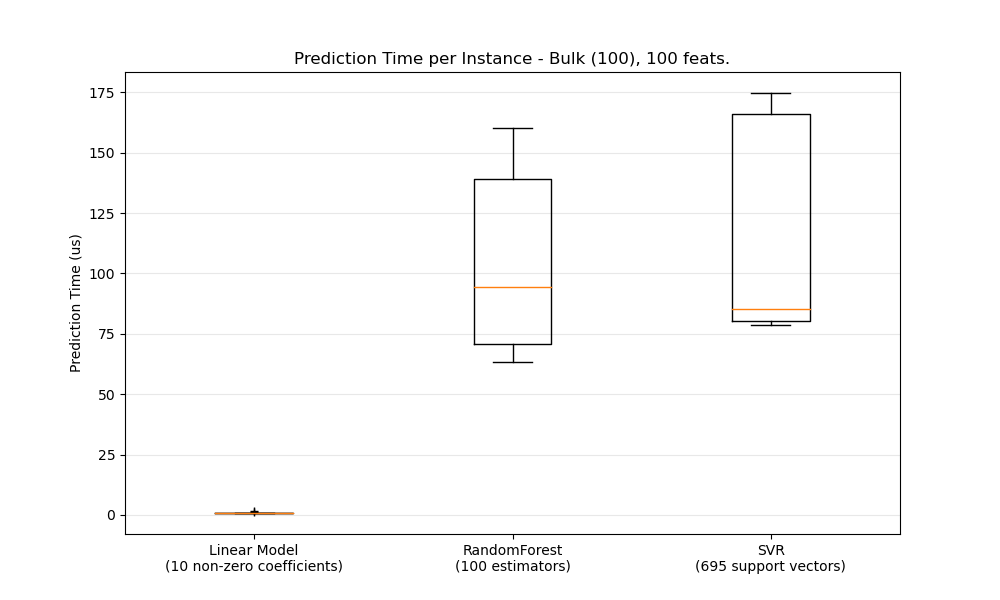 Prediction Time per Instance - Bulk (100), 100 feats.
Prediction Time (us)
175
150
125
100
75
50
25
0
Linear Model
(10 non-zero coefficients)
RandomForest
(100 estimators)
SVR
(695 support vectors)